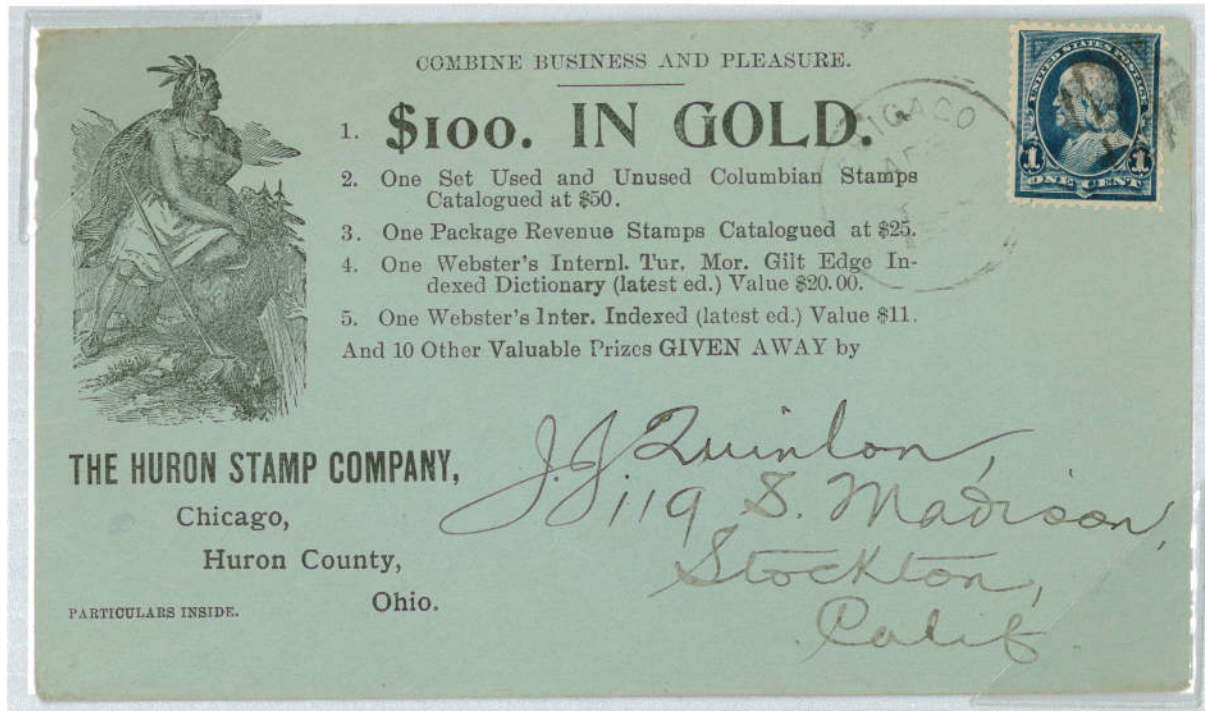 COMBINE BUSINESS AND PLEASURE.
1. $100. IN GOLD.
2. One Set Used and Unused Columbian Stamps
Catalogued at $50.
3. One Package Revenue Stamps Catalogued at $25.
4. One Webster's Internl. Tur. Mor. Gilt Edge In-
dexed Dictionary (latest ed.) Value $20.00.
5. One Webster's Inter. Indexed (latest ed.) Value $11.
And 10 Other Valuable Prizes GIVEN AWAY by
THE HURON STAMP COMPANY,
Chicago,
Huron County,
Ohio.
PARTICULARS INSIDE.
UNITED STATES POSTAGE
1 1
ONE CENT
J. J. Quinlon,
119 S. Madison,
Stockton,
Calif.